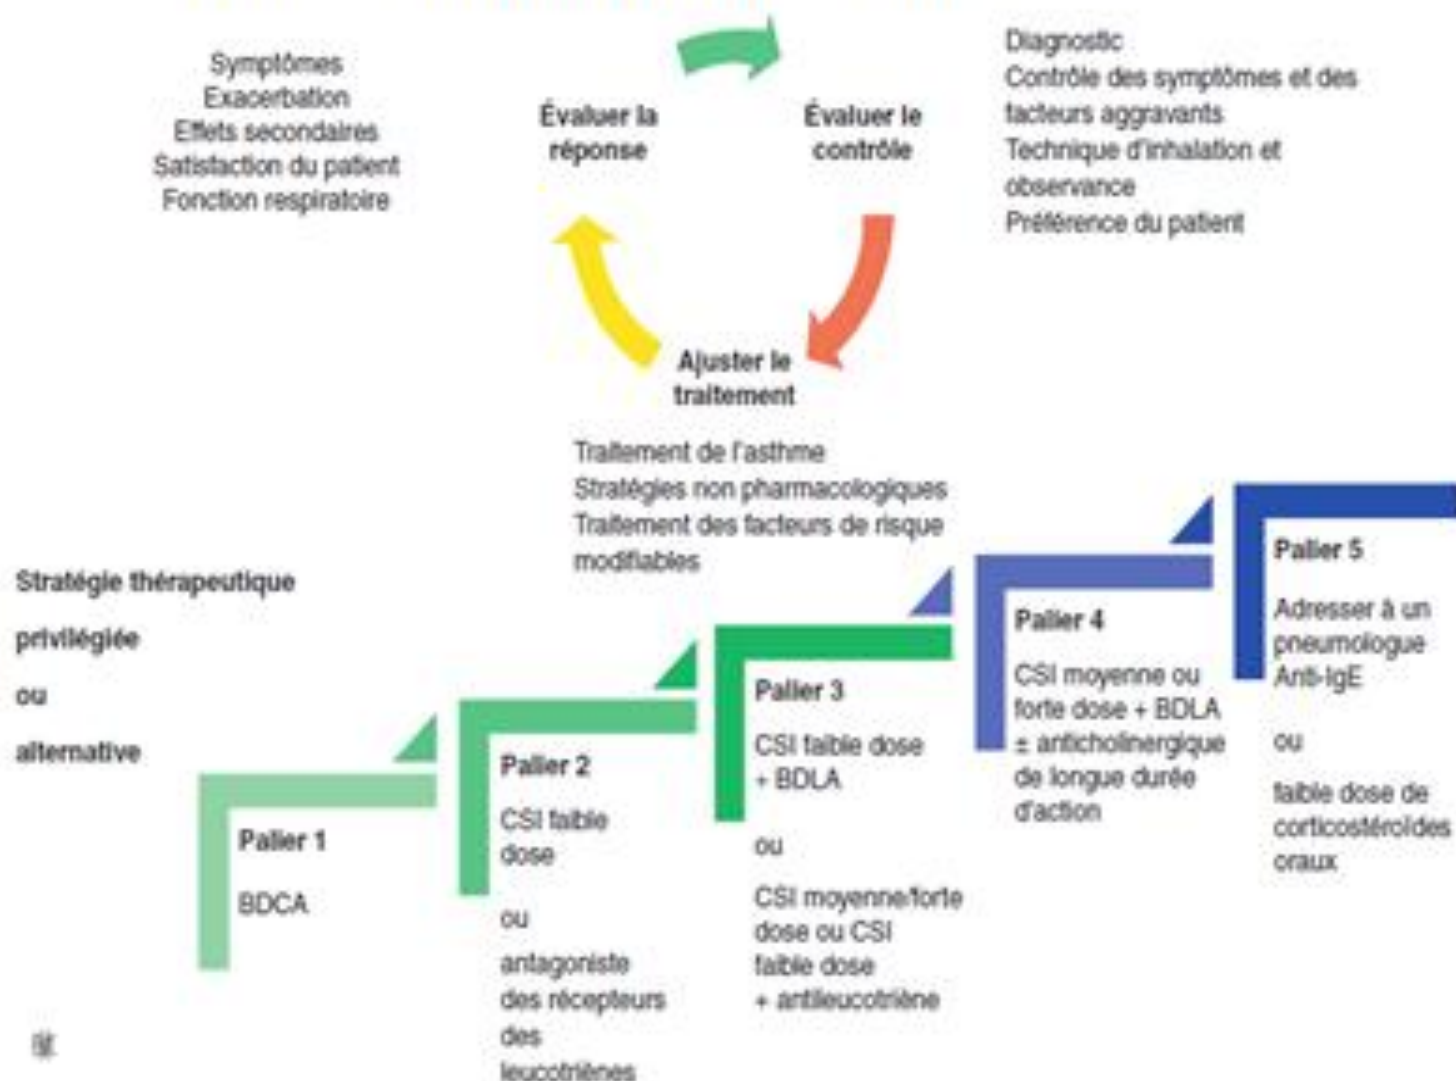 Symptômes
Exacerbation
Effets secondaires
Satisfaction du patient
Fonction respiratoire
Évaluer la
réponse
Évaluer le
contrôle
Diagnostic
Contrôle des symptômes et des
facteurs aggravants
Technique d'inhalation et
observance
Préférence du patient
Ajuster le
traitement
Traitement de l'asthme
Stratégies non pharmacologiques
Traitement des facteurs de risque
modifiables
Stratégie thérapeutique
privilégiée
ou
alternative
Palier 1
BDCA
Palier 2
CSI faible
dose
ou
antagoniste
des récepteurs
des
leucotriènes
Palier 3
CSI faible dose
+ BDLA
ou
CSI moyenne/forte
dose ou CSI
faible dose
+ antileucotriène
Palier 4
CSI moyenne ou
forte dose + BDLA
± anticholinergique
de longue durée
d'action
Palier 5
Adresser à un
pneumologue
Anti-IgE
ou
faible dose de
corticostéroïdes
oraux